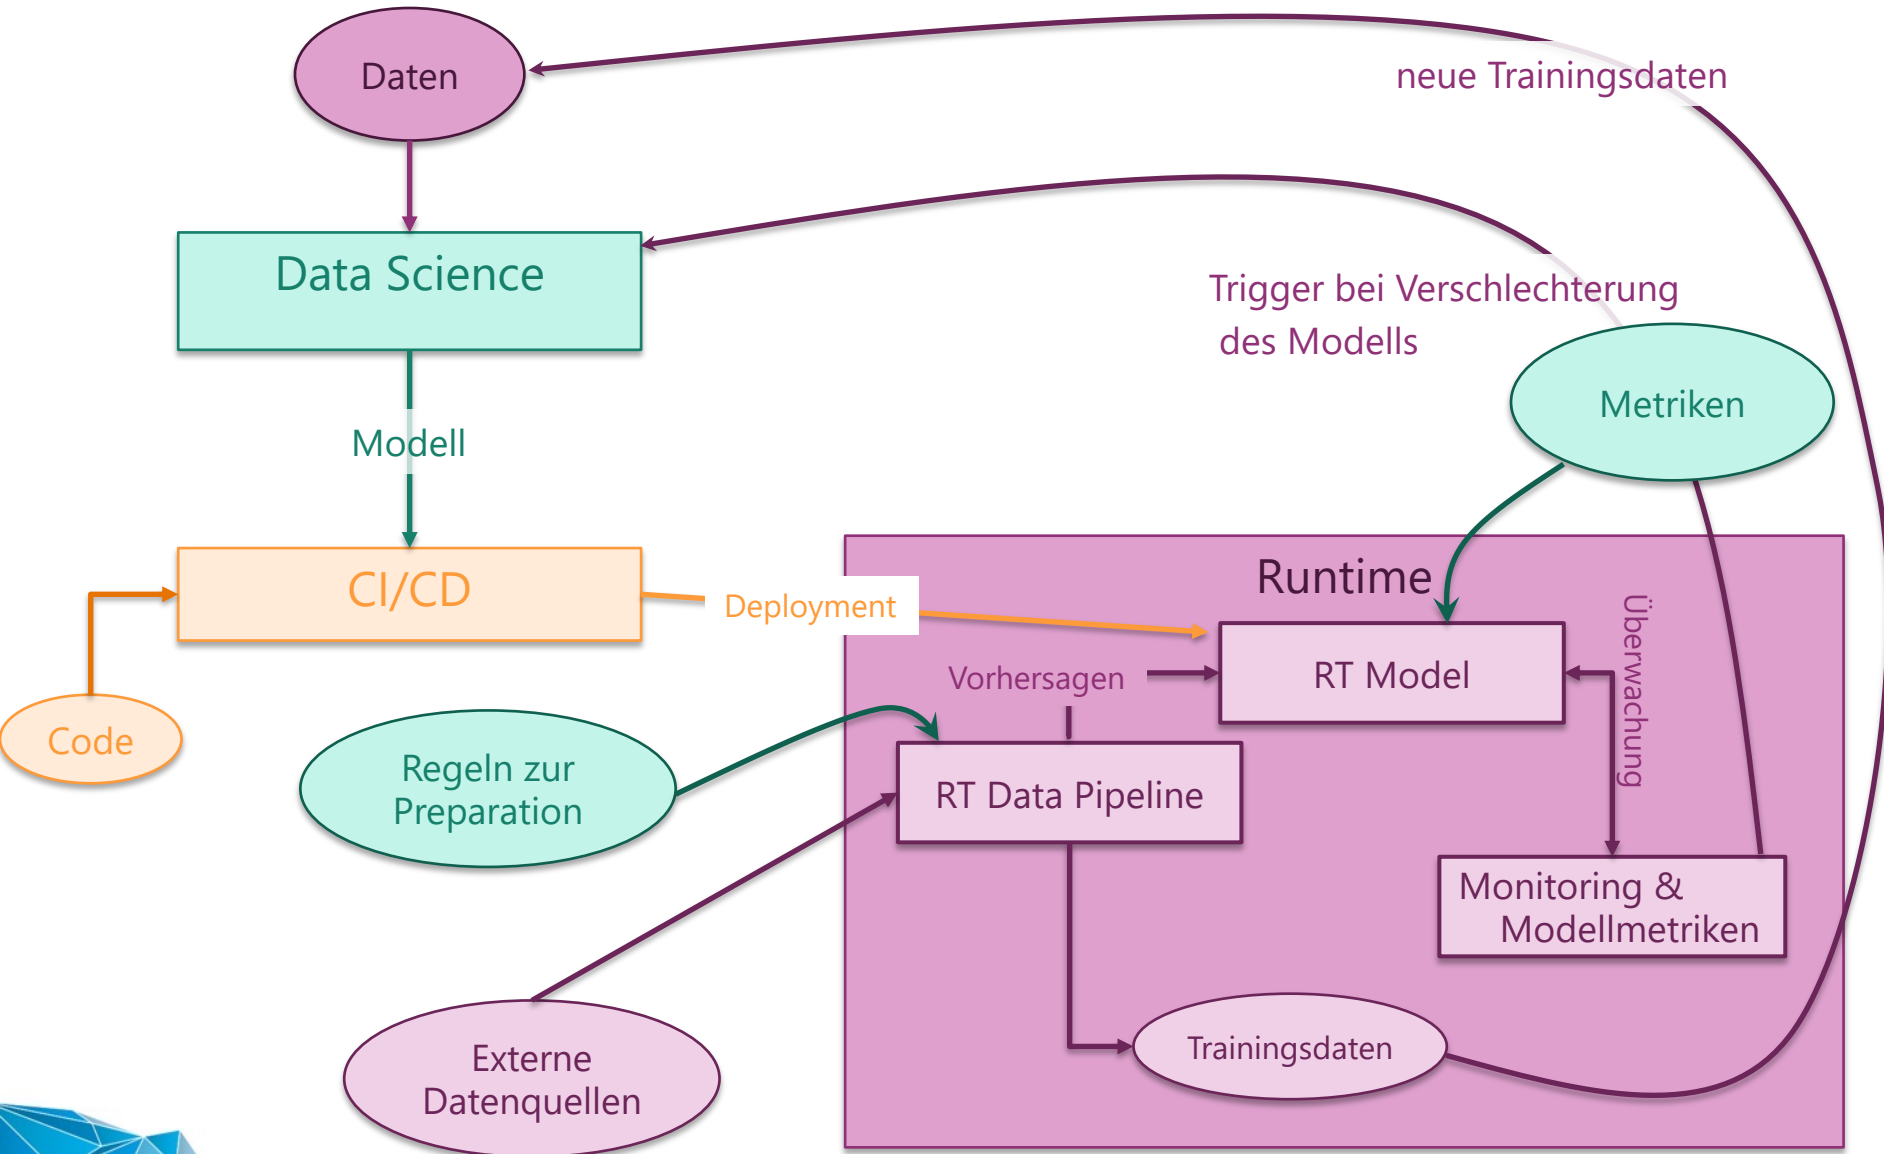 Daten
neue Trainingsdaten
Data Science
Trigger bei Verschlechterung
des Modells
Metriken
Modell
CI/CD
Deployment
Runtime
Überwachung
Vorhersagen
RT Model
Code
Regeln zur
Preparation
RT Data Pipeline
Monitoring &
Modellmetriken
Externe
Datenquellen
Trainingsdaten